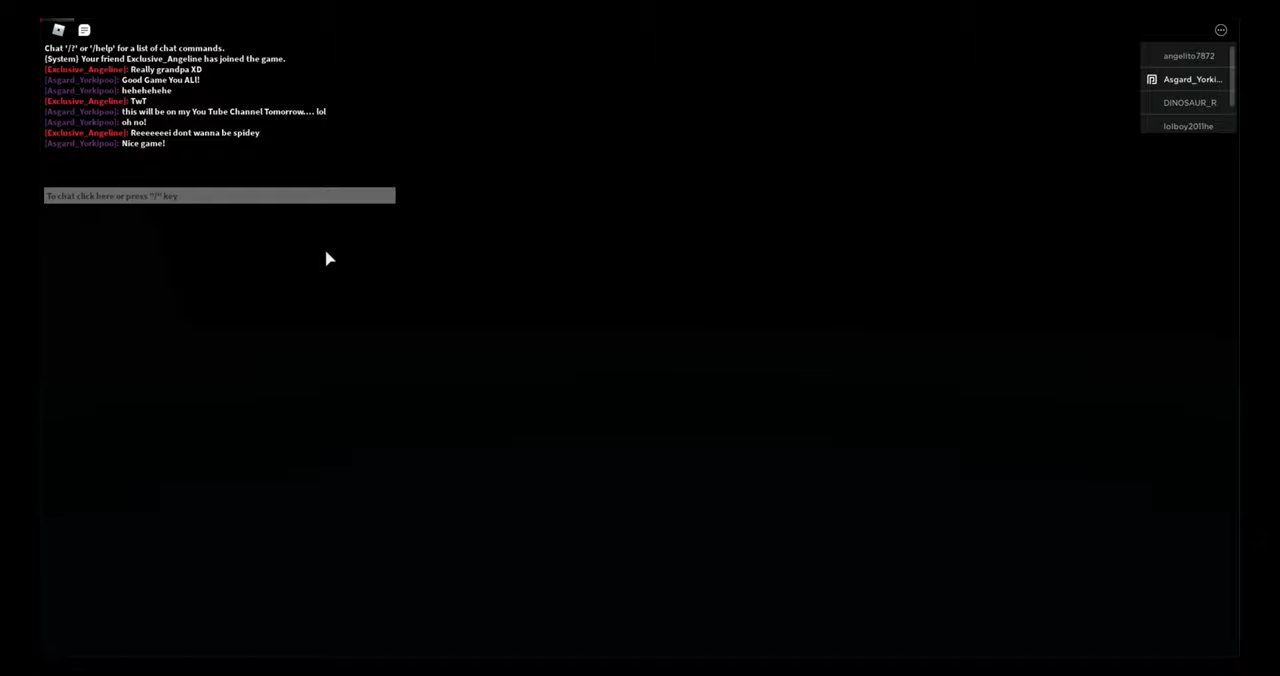 Chat '/?' or '/help' for a list of chat commands.
{System} Your friend Exclusive_Angeline has joined the game.
[Exclusive_Angeline]: Really grandpa XD
[Asgard_Yorkipoo]: Good Game You ALl!
[Asgard_Yorkipoo]: hehehehehe
[Exclusive_Angeline]: TwT
[Asgard_Yorkipoo]: this will be on my You Tube Channel Tomorrow.... lol
[Asgard_Yorkipoo]: oh no!
[Exclusive_Angeline]: Reeeeeeei dont wanna be spidey
[Asgard_Yorkipoo]: Nice game!
To chat click here or press "/" key
angelito7872
Asgard_Yorki...
DINOSAUR_R
lolboy2011he